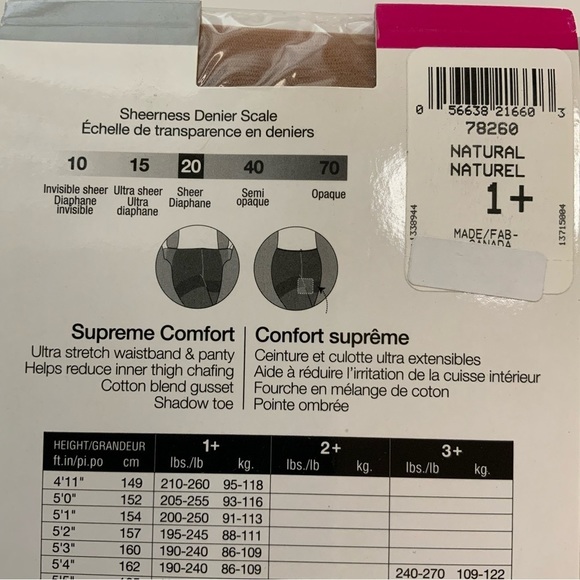 Sheerness Denier Scale
Échelle de transparence en deniers
10 15 20 40 70
Invisible sheer Ultra sheer Sheer Semi Opaque
Diaphane Ultra Diaphane opaque
invisible diaphane
0 56638 21660 3
78260
NATURAL
NATUREL
1+
MADE/FAB-
CANADA
1338944
13715004
Supreme Comfort
Ultra stretch waistband & panty
Helps reduce inner thigh chafing
Cotton blend gusset
Shadow toe
Confort suprême
Ceinture et culotte ultra extensibles
Aide à réduire l'irritation de la cuisse intérieur
Fourche en mélange de coton
Pointe ombrée
HEIGHT/GRANDEUR 1+ 2+ 3+
ft.in/pi.po cm lbs./lb kg. lbs./lb kg. lbs./lb kg.
4'11" 149 210-260 95-118
5'0" 152 205-255 93-116
5'1" 154 200-250 91-113
5'2" 157 195-245 88-111
5'3" 160 190-240 86-109
5'4" 162 190-240 86-109 240-270 109-122